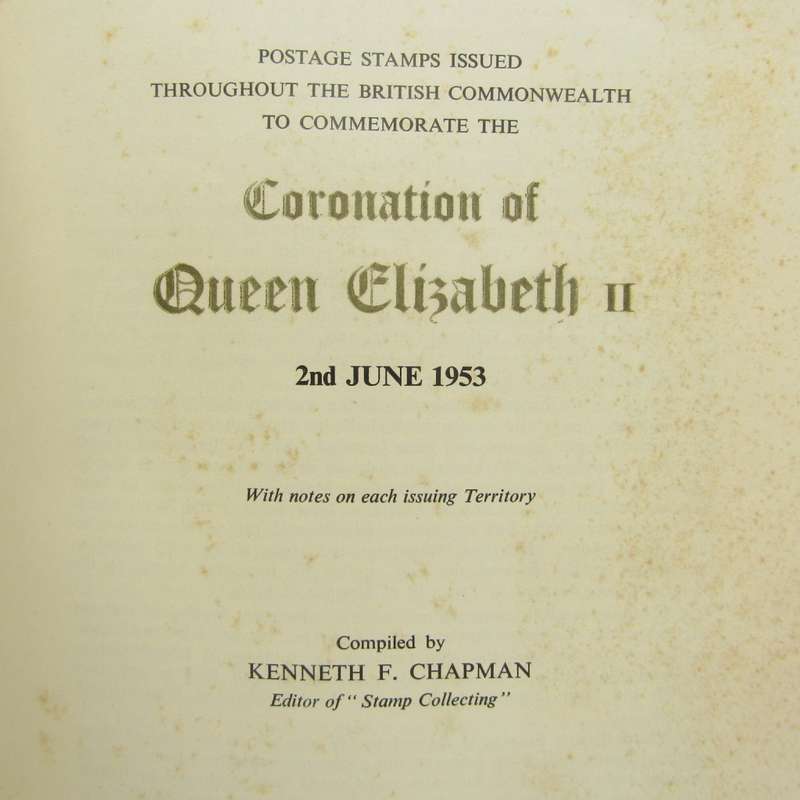 POSTAGE STAMPS ISSUED
THROUGHOUT THE BRITISH COMMONWEALTH
TO COMMEMORATE THE
Coronation of
Queen Elizabeth II
2nd JUNE 1953
With notes on each issuing Territory
Compiled by
KENNETH F. CHAPMAN
Editor of “ Stamp Collecting ”